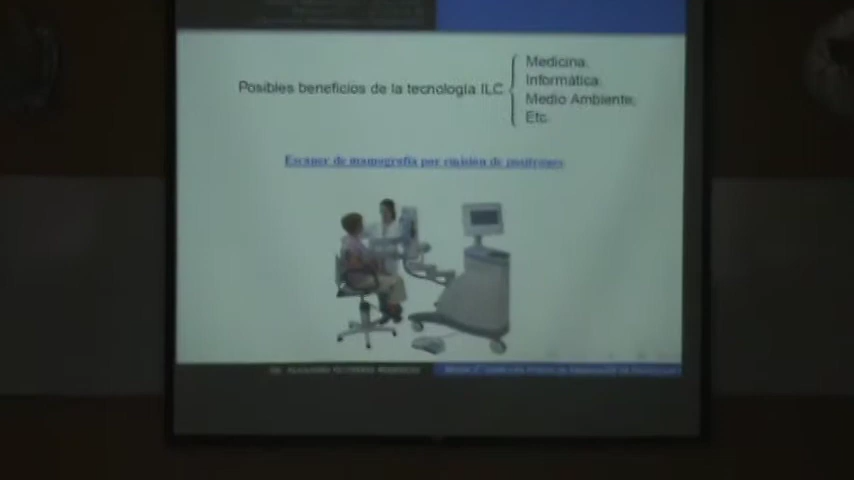 Posibles beneficios de la tecnología ILC
Medicina,
Informática,
Medio Ambiente,
Etc.
Escaner de mamografía por emisión de positrones